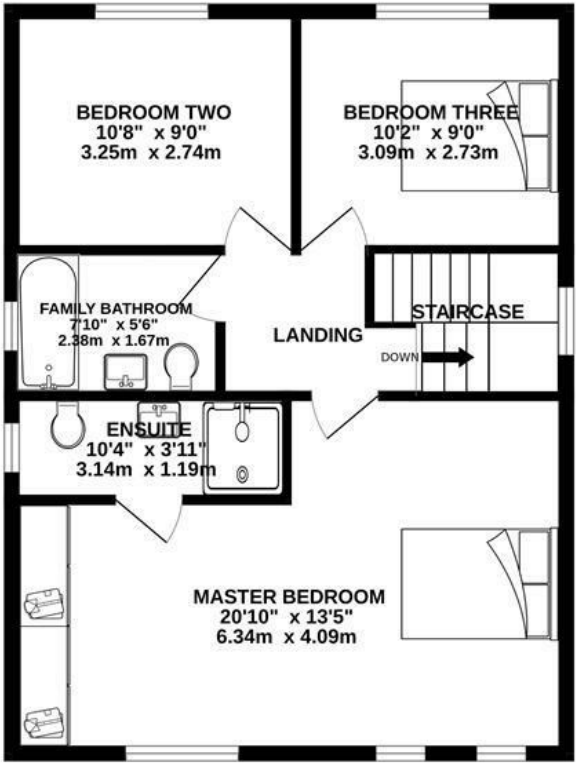 BEDROOM TWO
10'8" x 9'0"
3.25m x 2.74m
BEDROOM THREE
10'2" x 9'0"
3.09m x 2.73m
FAMILY BATHROOM
7'10" x 5'6"
2.38m x 1.67m
STAIRCASE
LANDING
DOWN
ENSUITE
10'4" x 3'11"
3.14m x 1.19m
MASTER BEDROOM
20'10" x 13'5"
6.34m x 4.09m